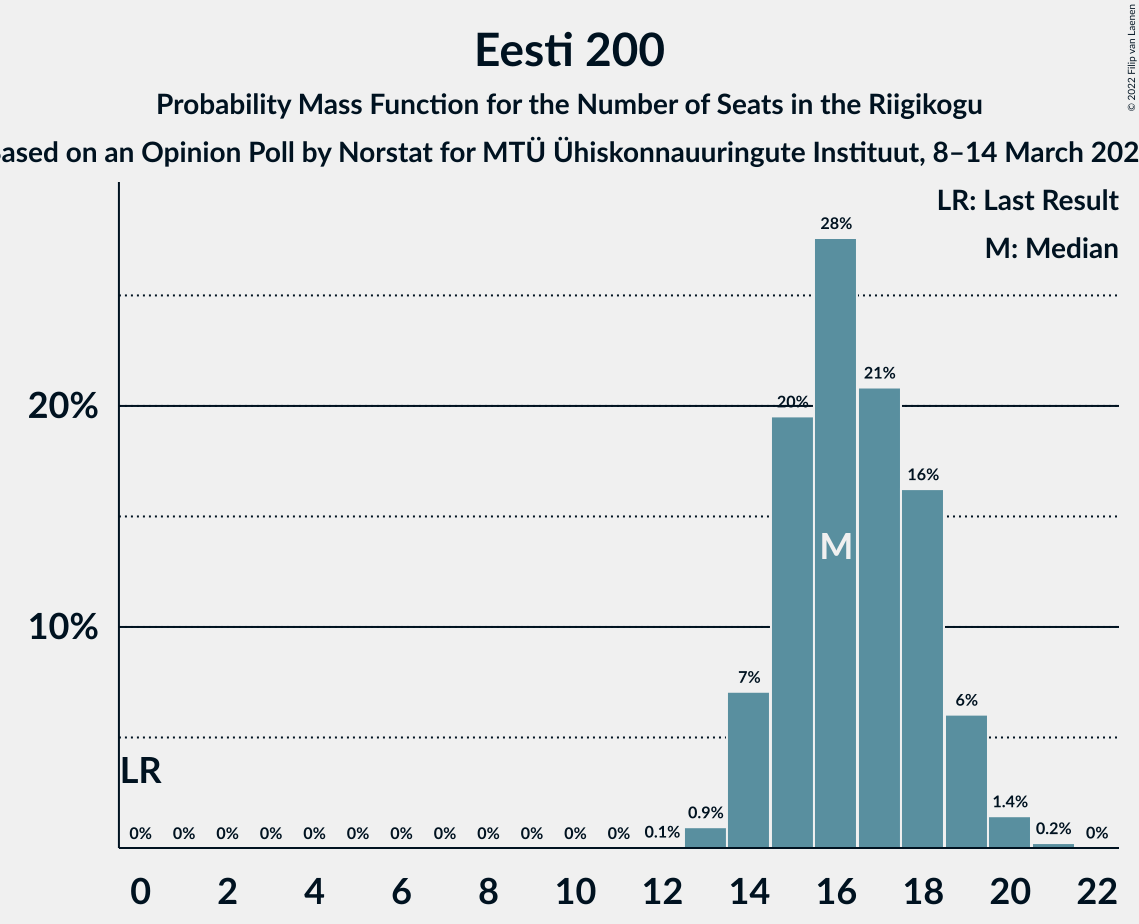 © 2022 Filip van Laenen
Eesti 200
Probability Mass Function for the Number of Seats in the Riigikogu
ased on an Opinion Poll by Norstat for MTÜ Ühiskonnauuringute Instituut, 8–14 March 202
LR: Last Result
M: Median
28%
21%
20%
20%
16%
M
10%
7%
6%
LR
0% 0% 0% 0% 0% 0% 0% 0% 0% 0% 0% 0% 0.1% 0.9% 1.4% 0.2% 0%
0 2 4 6 8 10 12 14 16 18 20 22